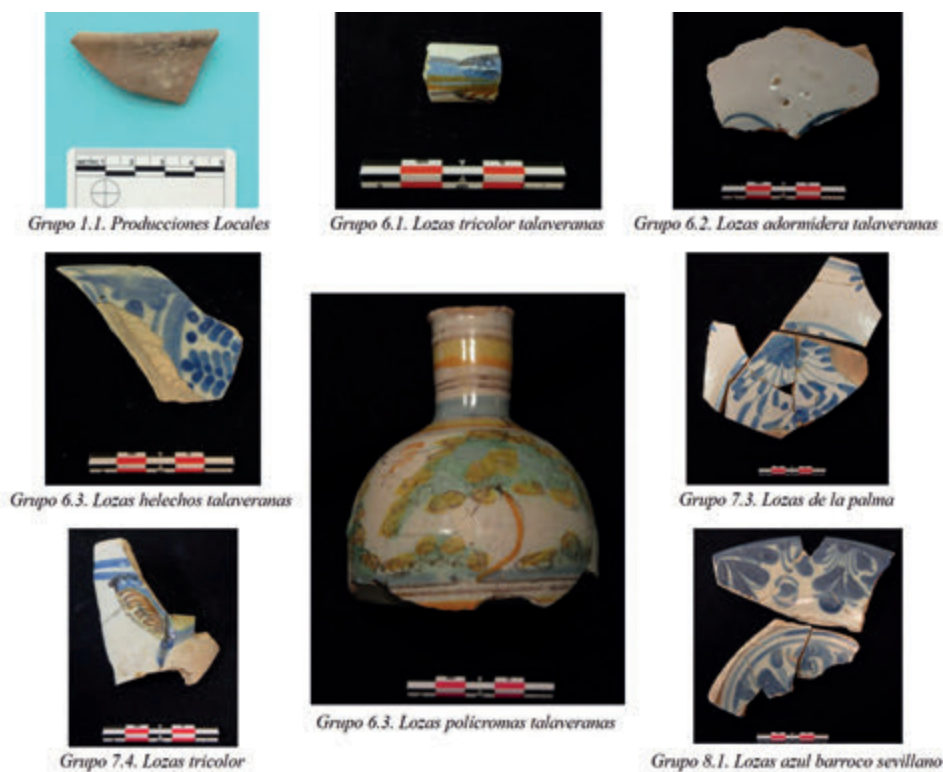 Grupo 1.1. Producciones Locales
Grupo 6.1. Lozas tricolor talaveranas
Grupo 6.2. Lozas adormidera talaveranas
Grupo 6.3. Lozas helechos talaveranas
Grupo 7.3. Lozas de la palma
Grupo 6.3. Lozas polícromas talaveranas
Grupo 7.4. Lozas tricolor
Grupo 8.1. Lozas azul barroco sevillano